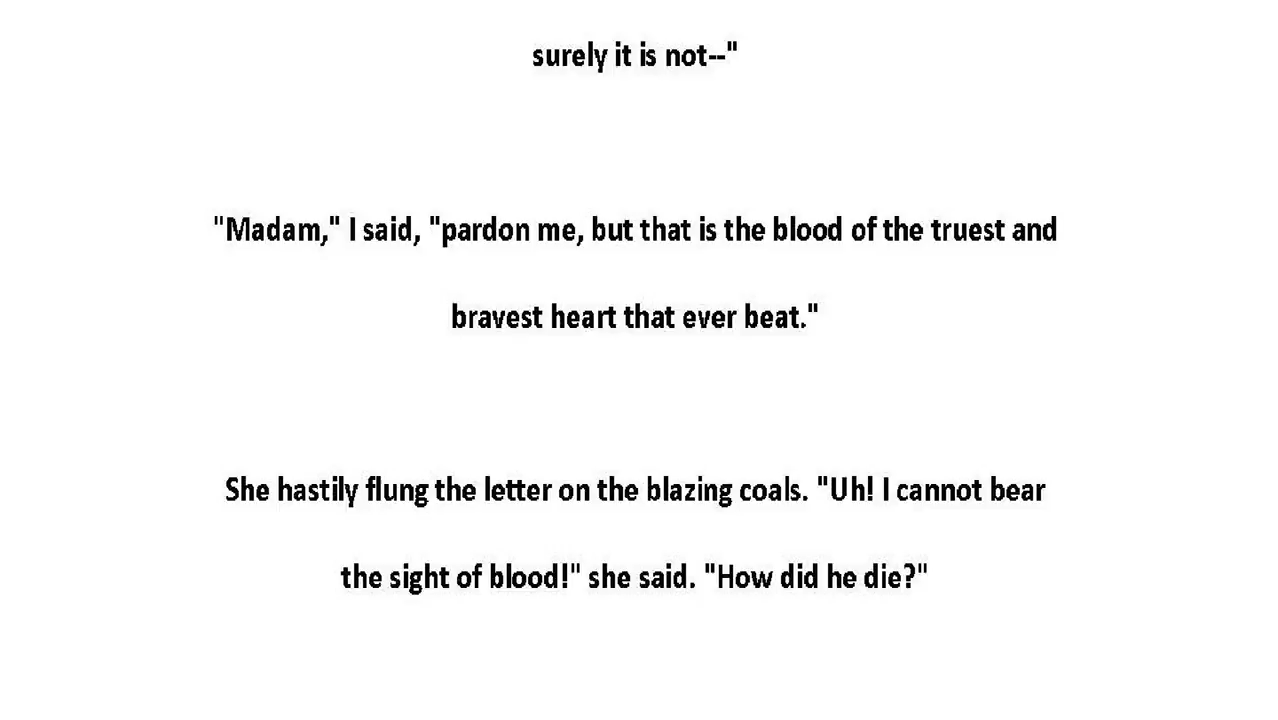 surely it is not--"
"Madam," I said, "pardon me, but that is the blood of the truest and
bravest heart that ever beat."
She hastily flung the letter on the blazing coals. "Uh! I cannot bear
the sight of blood!" she said. "How did he die?"